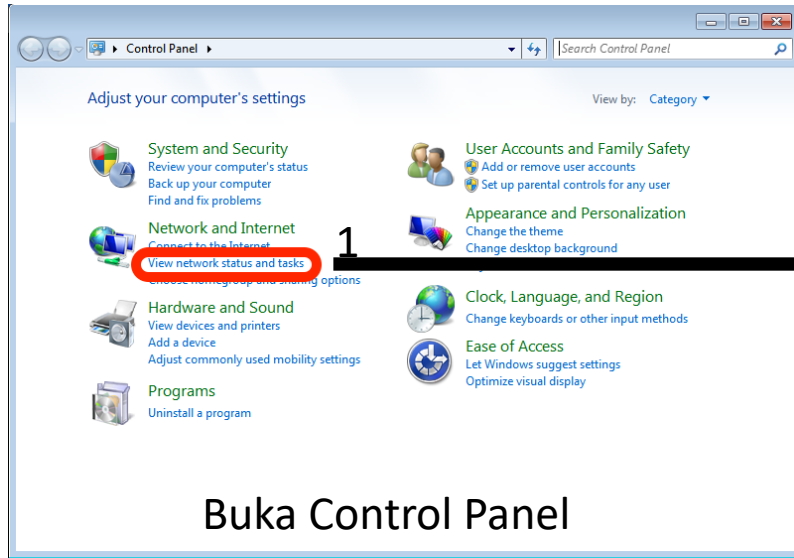 Control Panel
Search Control Panel
Adjust your computer's settings
View by: Category
System and Security
Review your computer's status
Back up your computer
Find and fix problems
Network and Internet
Connect to the Internet
View network status and tasks
Choose homegroup and sharing options
1
Hardware and Sound
View devices and printers
Add a device
Adjust commonly used mobility settings
Programs
Uninstall a program
User Accounts and Family Safety
Add or remove user accounts
Set up parental controls for any user
Appearance and Personalization
Change the theme
Change desktop background
Clock, Language, and Region
Change keyboards or other input methods
Ease of Access
Let Windows suggest settings
Optimize visual display
Buka Control Panel